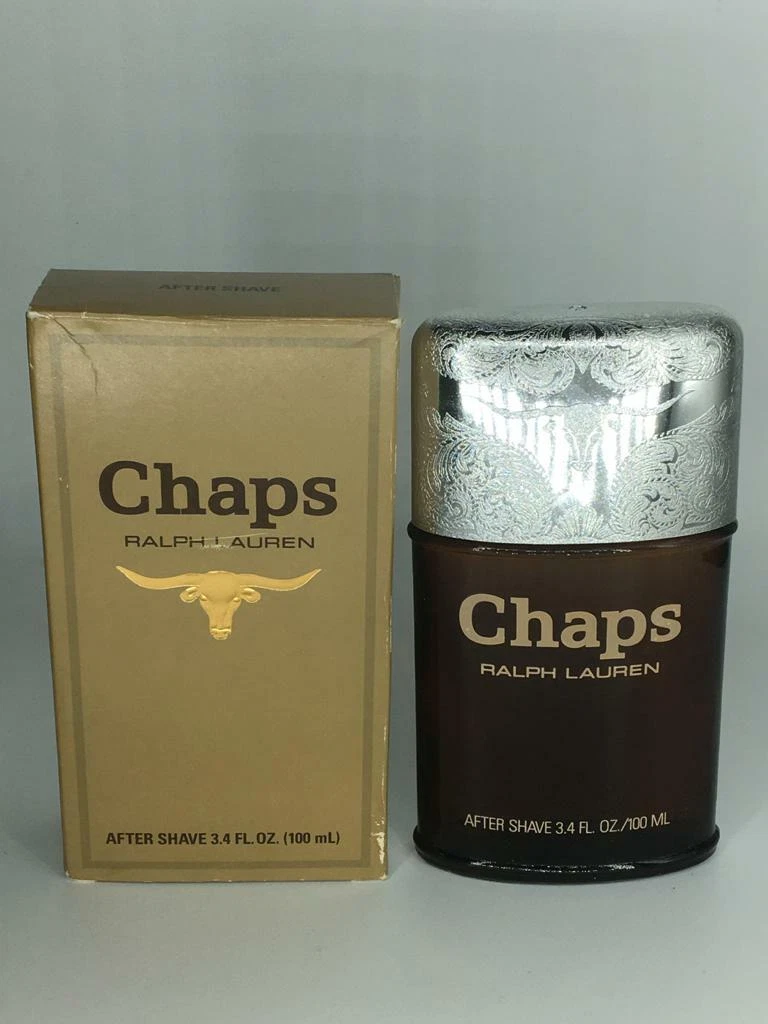 AFTER SHAVE
Chaps
RALPH LAUREN
AFTER SHAVE 3.4 FL. OZ. (100 mL)
Chaps
RALPH LAUREN
AFTER SHAVE 3.4 FL. OZ./100 ML